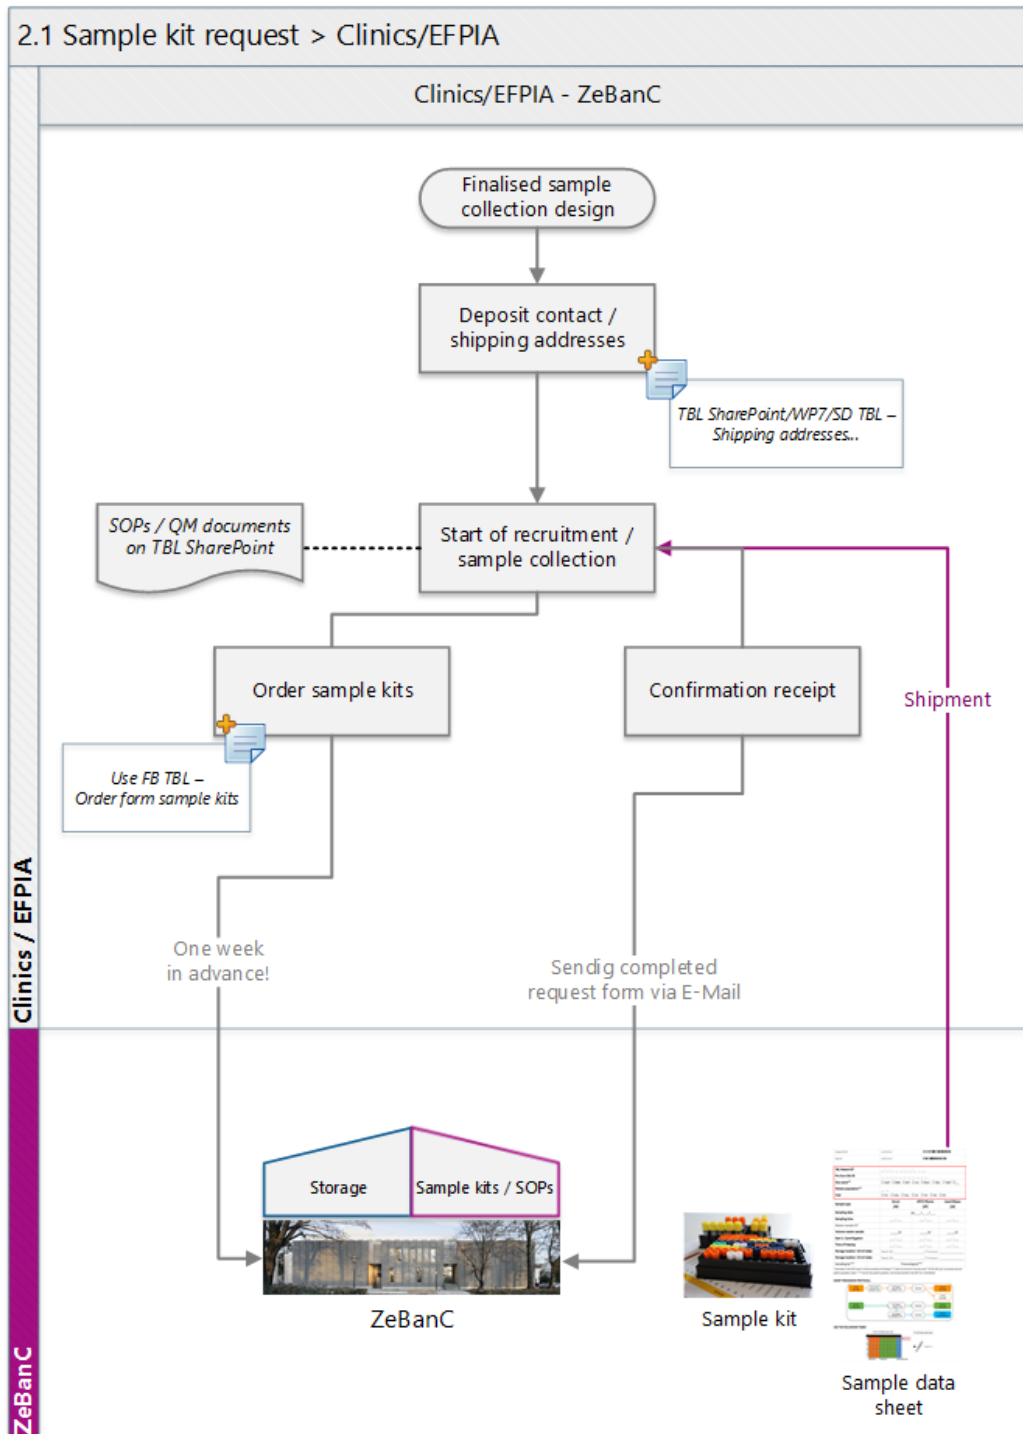 2.1 Sample kit request > Clinics/EFPIA
Clinics/EFPIA - ZeBanC
Finalised sample
collection design
Deposit contact /
shipping addresses
TBL SharePoint/WP7/SD TBL –
Shipping addresses...
SOPs / QM documents
on TBL SharePoint
Start of recruitment /
sample collection
Order sample kits
Confirmation receipt
Shipment
Use FB TBL –
Order form sample kits
Clinics / EFPIA
One week
in advance!
Sendig completed
request form via E-Mail
Storage
Sample kits / SOPs
ZeBanC
Sample kit
Sample data
sheet
ZeBanC